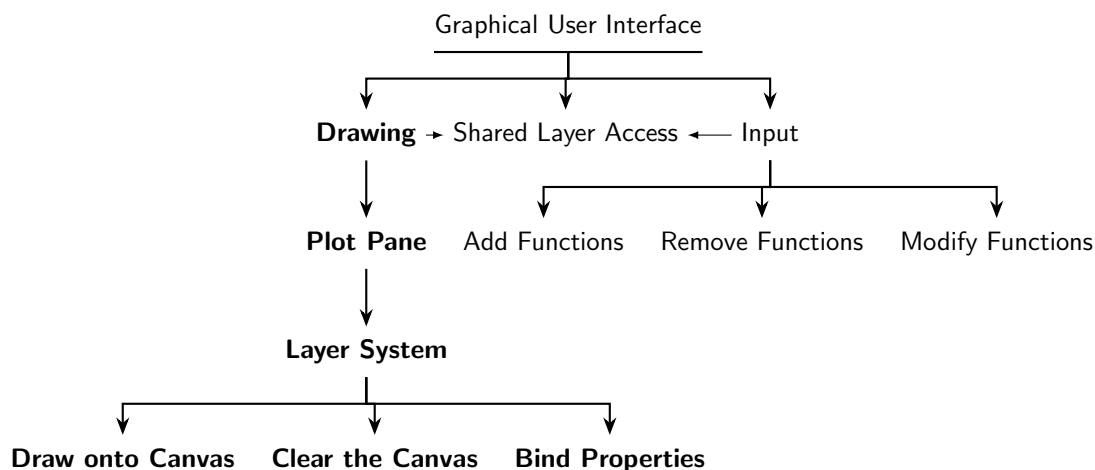 Graphical User Interface
Drawing Shared Layer Access Input
Plot Pane Add Functions Remove Functions Modify Functions
Layer System
Draw onto Canvas Clear the Canvas Bind Properties